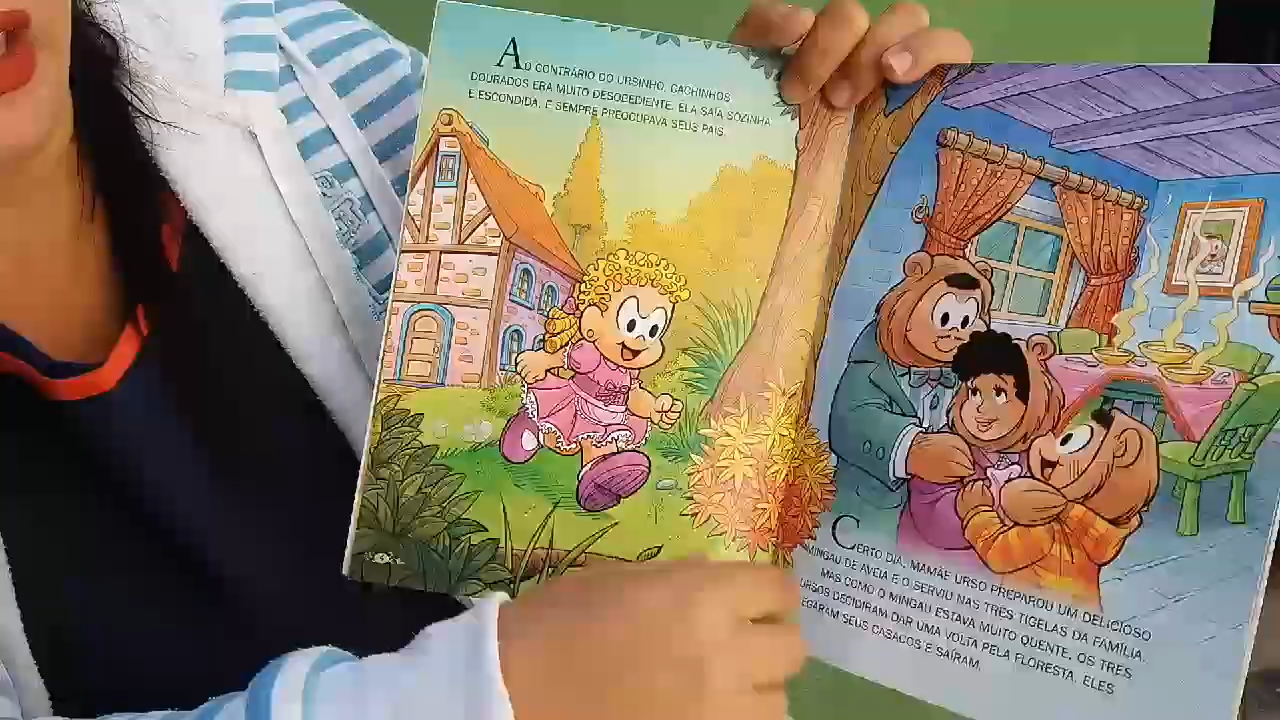 AO CONTRÁRIO DO URSINHO, CACHINHOS
DOURADOS ERA MUITO DESOBEDIENTE. ELA SAÍA SOZINHA
E ESCONDIDA, E SEMPRE PREOCUPAVA SEUS PAIS.
CERTO DIA, MAMÃE URSO PREPAROU UM DELICIOSO
MINGAU DE AVEIA E O SERVIU NAS TRÊS TIGELAS DA FAMÍLIA.
MAS COMO O MINGAU ESTAVA MUITO QUENTE, OS TRÊS
URSOS DECIDIRAM DAR UMA VOLTA PELA FLORESTA. ELES
EGARAM SEUS CASACOS E SAÍRAM.